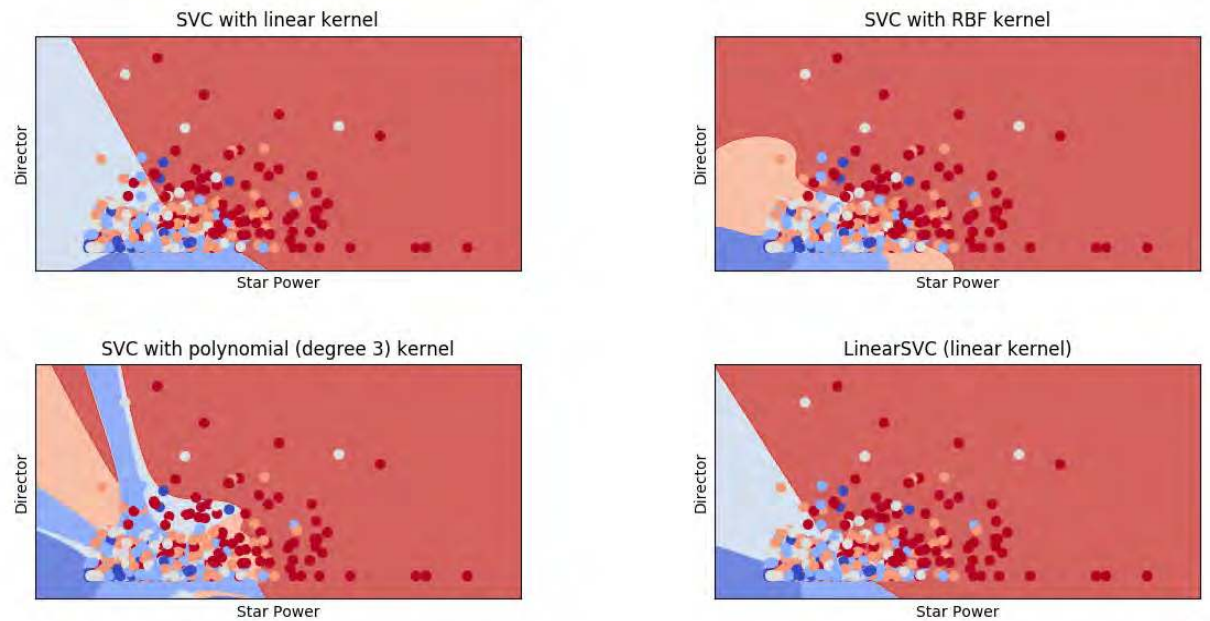 SVC with linear kernel
SVC with RBF kernel
Director
Star Power
Director
Star Power
SVC with polynomial (degree 3) kernel
LinearSVC (linear kernel)
Director
Star Power
Director
Star Power